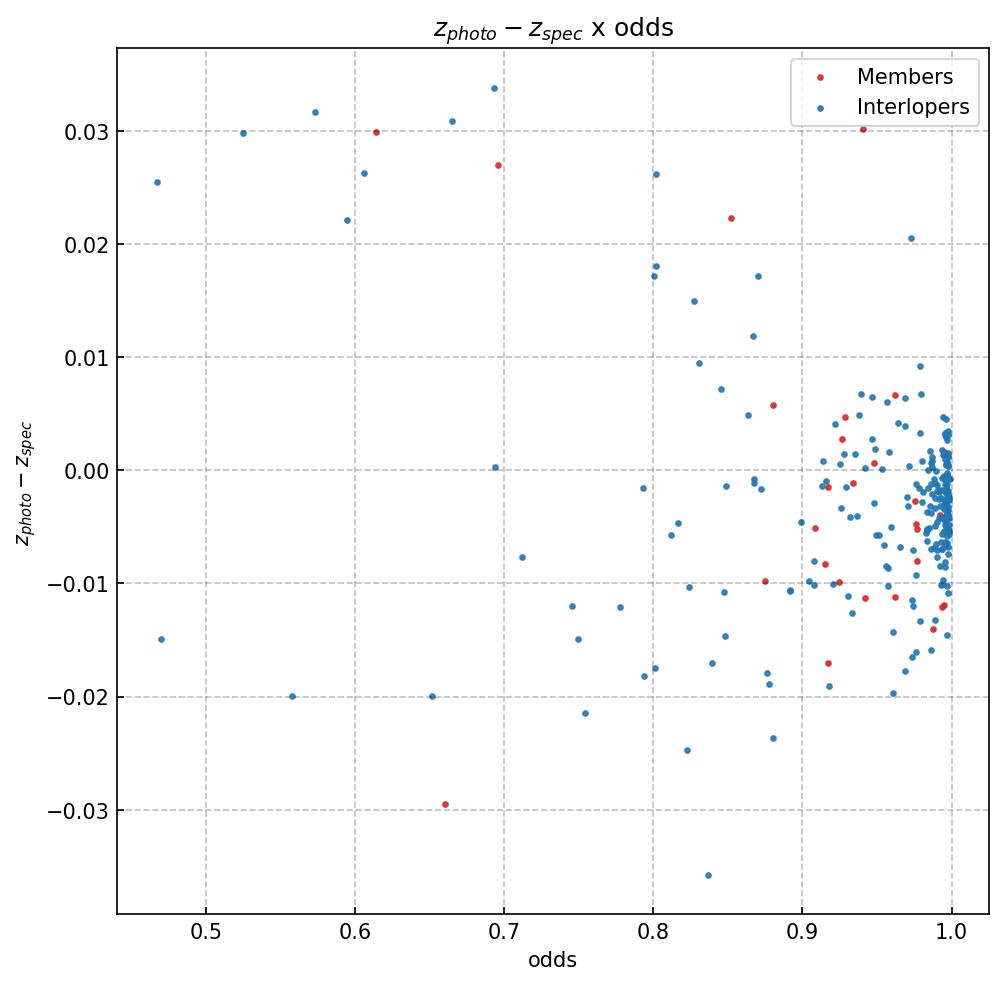 z_photo − z_spec x odds
Members
Interlopers
z_photo − z_spec
0.03
0.02
0.01
0.00
−0.01
−0.02
−0.03
0.5 0.6 0.7 0.8 0.9 1.0
odds